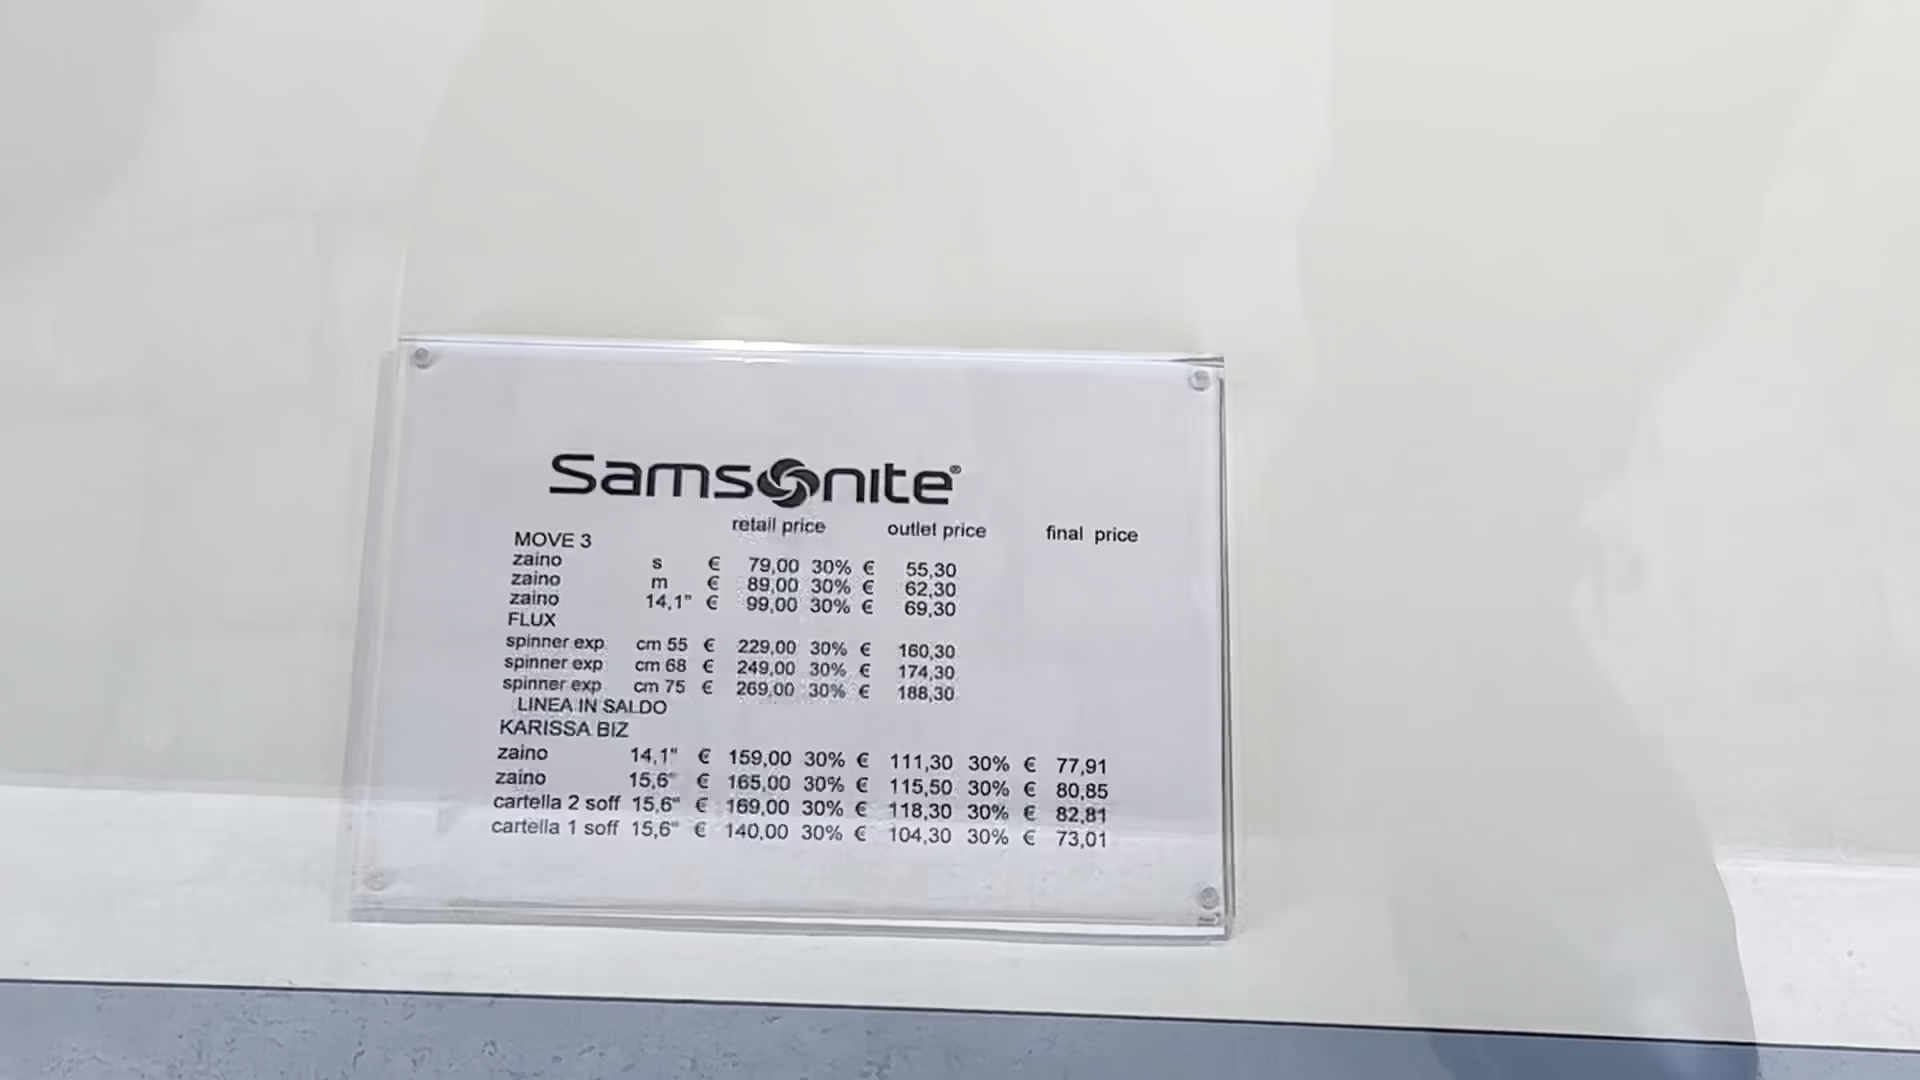 Samsonite®
retail price outlet price final price
MOVE 3
zaino s € 79,00 30% € 55,30
zaino m € 89,00 30% € 62,30
zaino 14,1" € 99,00 30% € 69,30
FLUX
spinner exp cm 55 € 229,00 30% € 160,30
spinner exp cm 68 € 249,00 30% € 174,30
spinner exp cm 75 € 269,00 30% € 188,30
LINEA IN SALDO
KARISSA BIZ
zaino 14,1" € 159,00 30% € 111,30 30% € 77,91
zaino 15,6" € 165,00 30% € 115,50 30% € 80,85
cartella 2 soff 15,6" € 169,00 30% € 118,30 30% € 82,81
cartella 1 soff 15,6" € 140,00 30% € 104,30 30% € 73,01